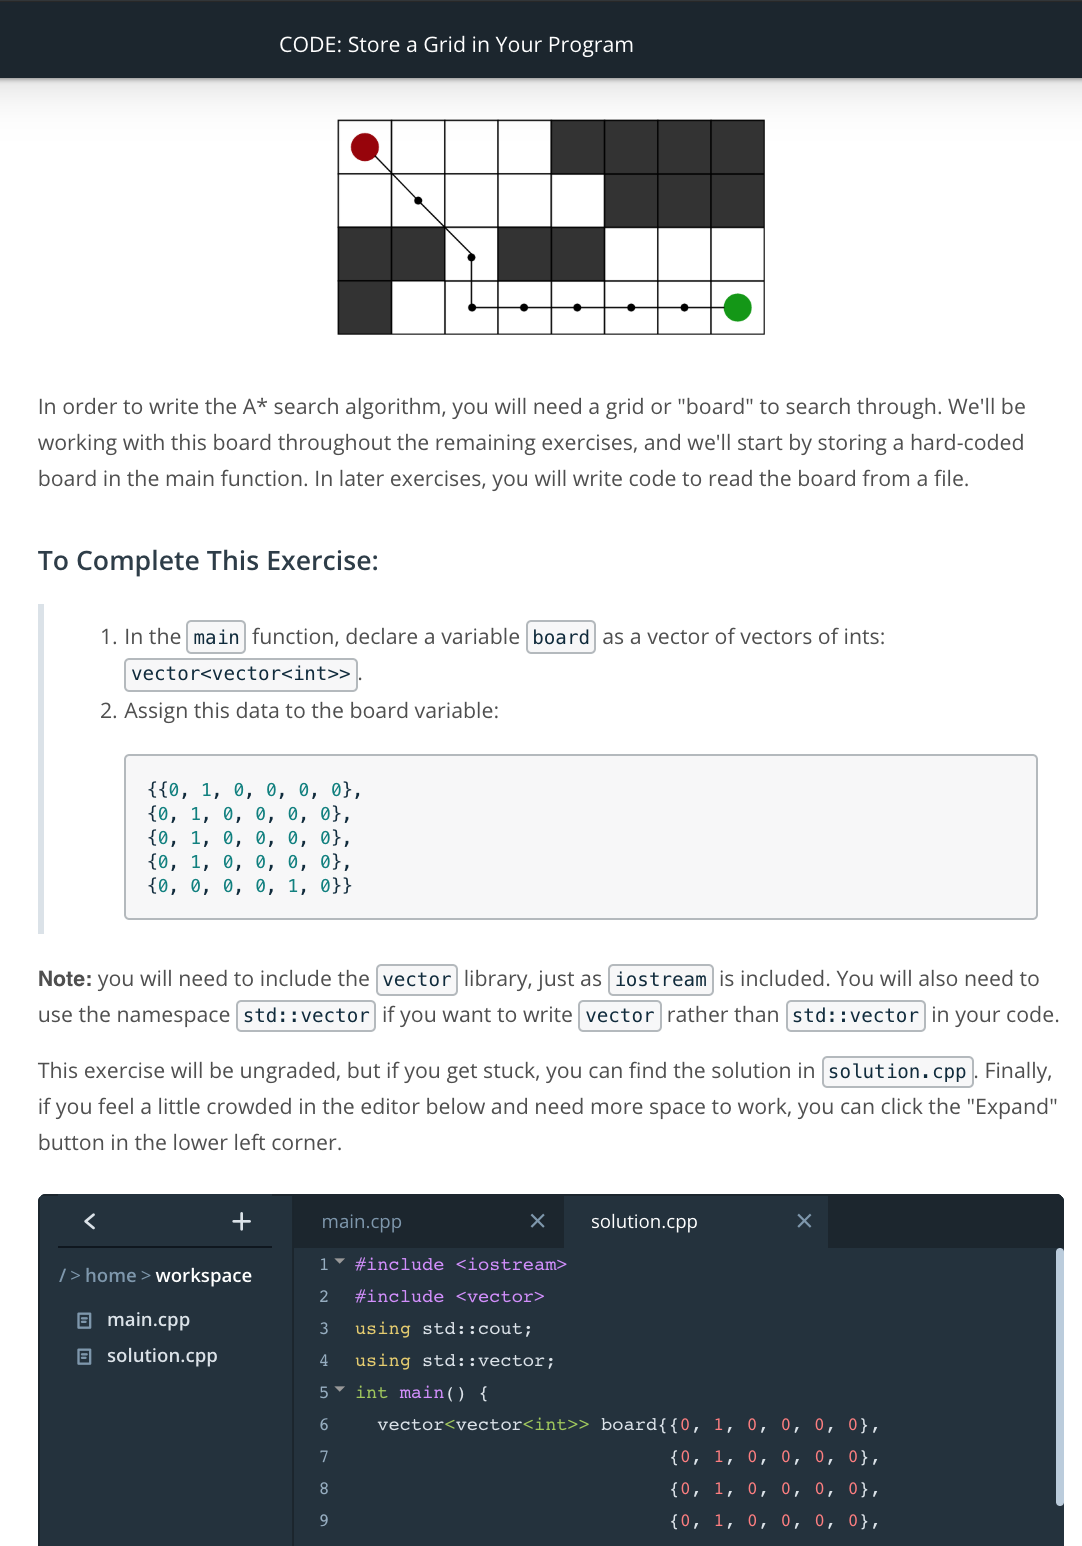 CODE: Store a Grid in Your Program
In order to write the A* search algorithm, you will need a grid or "board" to search through. We'll be
working with this board throughout the remaining exercises, and we'll start by storing a hard-coded
board in the main function. In later exercises, you will write code to read the board from a file.
To Complete This Exercise:
1. In the main function, declare a variable board as a vector of vectors of ints:
vector<vector<int>>.
2. Assign this data to the board variable:
{{0, 1, 0, 0, 0, 0},
{0, 1, 0, 0, 0, 0},
{0, 1, 0, 0, 0, 0},
{0, 1, 0, 0, 0, 0},
{0, 0, 0, 0, 1, 0}}
Note: you will need to include the vector library, just as iostream is included. You will also need to
use the namespace std::vector if you want to write vector rather than std::vector in your code.
This exercise will be ungraded, but if you get stuck, you can find the solution in solution.cpp. Finally,
if you feel a little crowded in the editor below and need more space to work, you can click the "Expand"
button in the lower left corner.
main.cpp
solution.cpp
/ > home > workspace
main.cpp
solution.cpp
1 #include <iostream>
2 #include <vector>
3 using std::cout;
4 using std::vector;
5 int main() {
6 vector<vector<int>> board{{0, 1, 0, 0, 0, 0},
7 {0, 1, 0, 0, 0, 0},
8 {0, 1, 0, 0, 0, 0},
9 {0, 1, 0, 0, 0, 0},